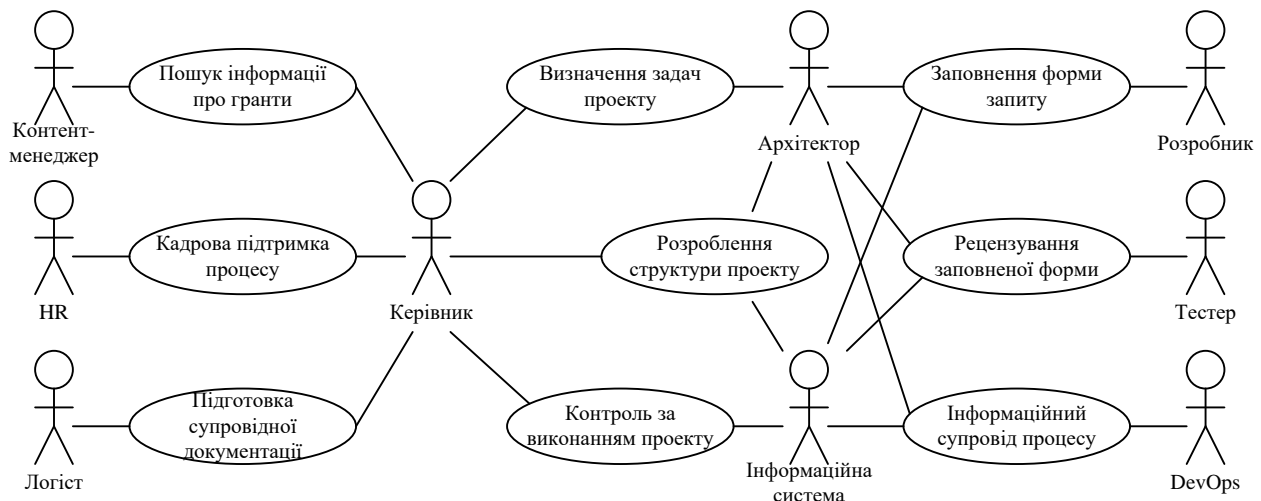 Пошук інформації
про гранти
Визначення задач
проекту
Заповнення форми
запиту
Контент-
менеджер
Архітектор
Розробник
Кадрова підтримка
процесу
Розроблення
структури проекту
Рецензування
заповненої форми
HR
Керівник
Тестер
Підготовка
супровідної
документації
Контроль за
виконанням проекту
Інформаційний
супровід процесу
Логіст
Інформаційна
система
DevOps